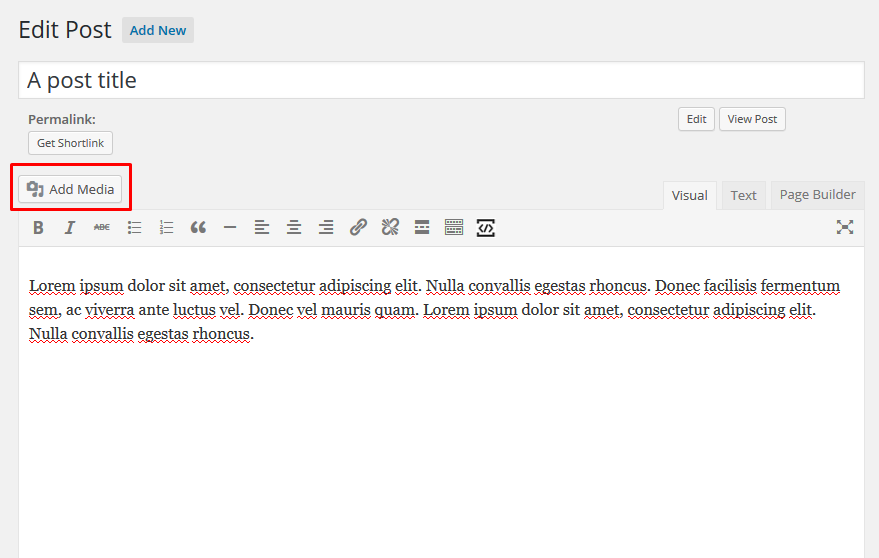 Edit Post Add New
A post title
Permalink: Edit View Post
Get Shortlink
Add Media Visual Text Page Builder
B I ABC
Lorem ipsum dolor sit amet, consectetur adipiscing elit. Nulla convallis egestas rhoncus. Donec facilisis fermentum
sem, ac viverra ante luctus vel. Donec vel mauris quam. Lorem ipsum dolor sit amet, consectetur adipiscing elit.
Nulla convallis egestas rhoncus.